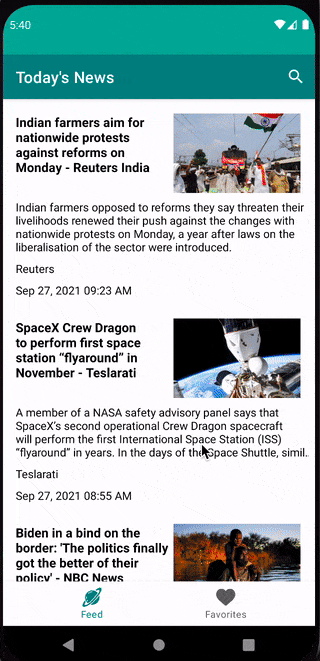 5:40
Today's News
Indian farmers aim for
nationwide protests
against reforms on
Monday - Reuters India
Indian farmers opposed to reforms they say threaten their
livelihoods renewed their push against the changes with
nationwide protests on Monday, a year after laws on the
liberalisation of the sector were introduced.
Reuters
Sep 27, 2021 09:23 AM
SpaceX Crew Dragon
to perform first space
station “flyaround” in
November - Teslarati
A member of a NASA safety advisory panel says that
SpaceX’s second operational Crew Dragon spacecraft
will perform the first International Space Station (ISS)
“flyaround” in years. In the days of the Space Shuttle, simil.
Teslarati
Sep 27, 2021 08:55 AM
Biden in a bind on the
border: 'The politics finally
got the better of their
policy' - NBC News
Feed
Favorites